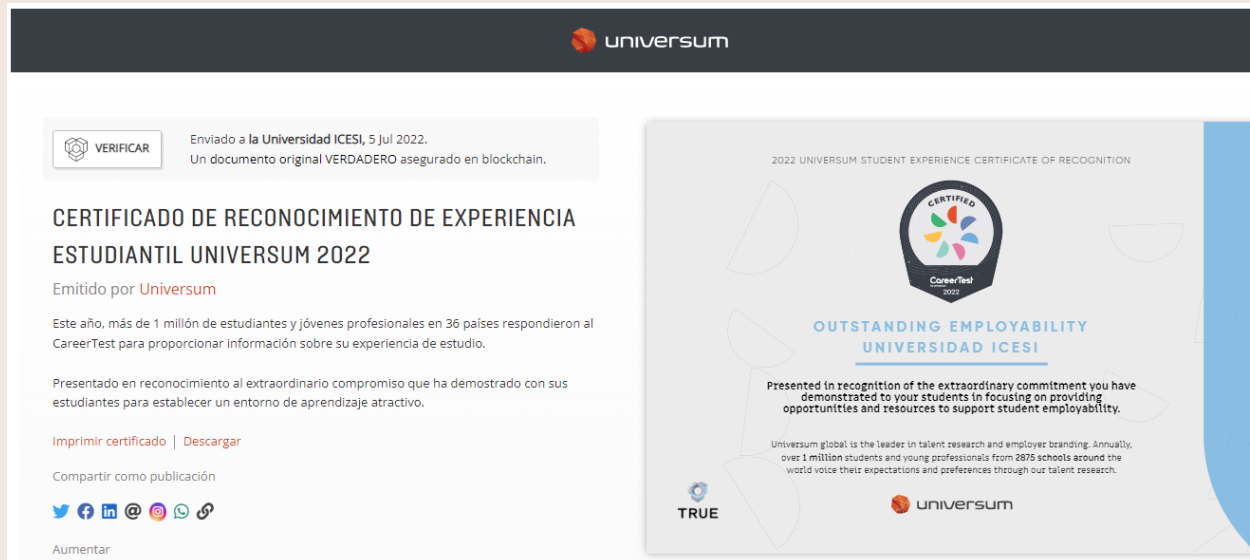 universum
VERIFICAR
Enviado a la Universidad ICESI, 5 Jul 2022.
Un documento original VERDADERO asegurado en blockchain.
CERTIFICADO DE RECONOCIMIENTO DE EXPERIENCIA
ESTUDIANTIL UNIVERSUM 2022
Emitido por Universum
Este año, más de 1 millón de estudiantes y jóvenes profesionales en 36 países respondieron al
CareerTest para proporcionar información sobre su experiencia de estudio.
Presentado en reconocimiento al extraordinario compromiso que ha demostrado con sus
estudiantes para establecer un entorno de aprendizaje atractivo.
Imprimir certificado | Descargar
Compartir como publicación
Aumentar
2022 UNIVERSUM STUDENT EXPERIENCE CERTIFICATE OF RECOGNITION
CERTIFIED
CareerTest
2022
OUTSTANDING EMPLOYABILITY
UNIVERSIDAD ICESI
Presented in recognition of the extraordinary commitment you have
demonstrated to your students in focusing on providing
opportunities and resources to support student employability.
Universum global is the leader in talent research and employer branding. Annually,
over 1 million students and young professionals from 2875 schools around the
world voice their expectations and preferences through our talent research.
TRUE
universum